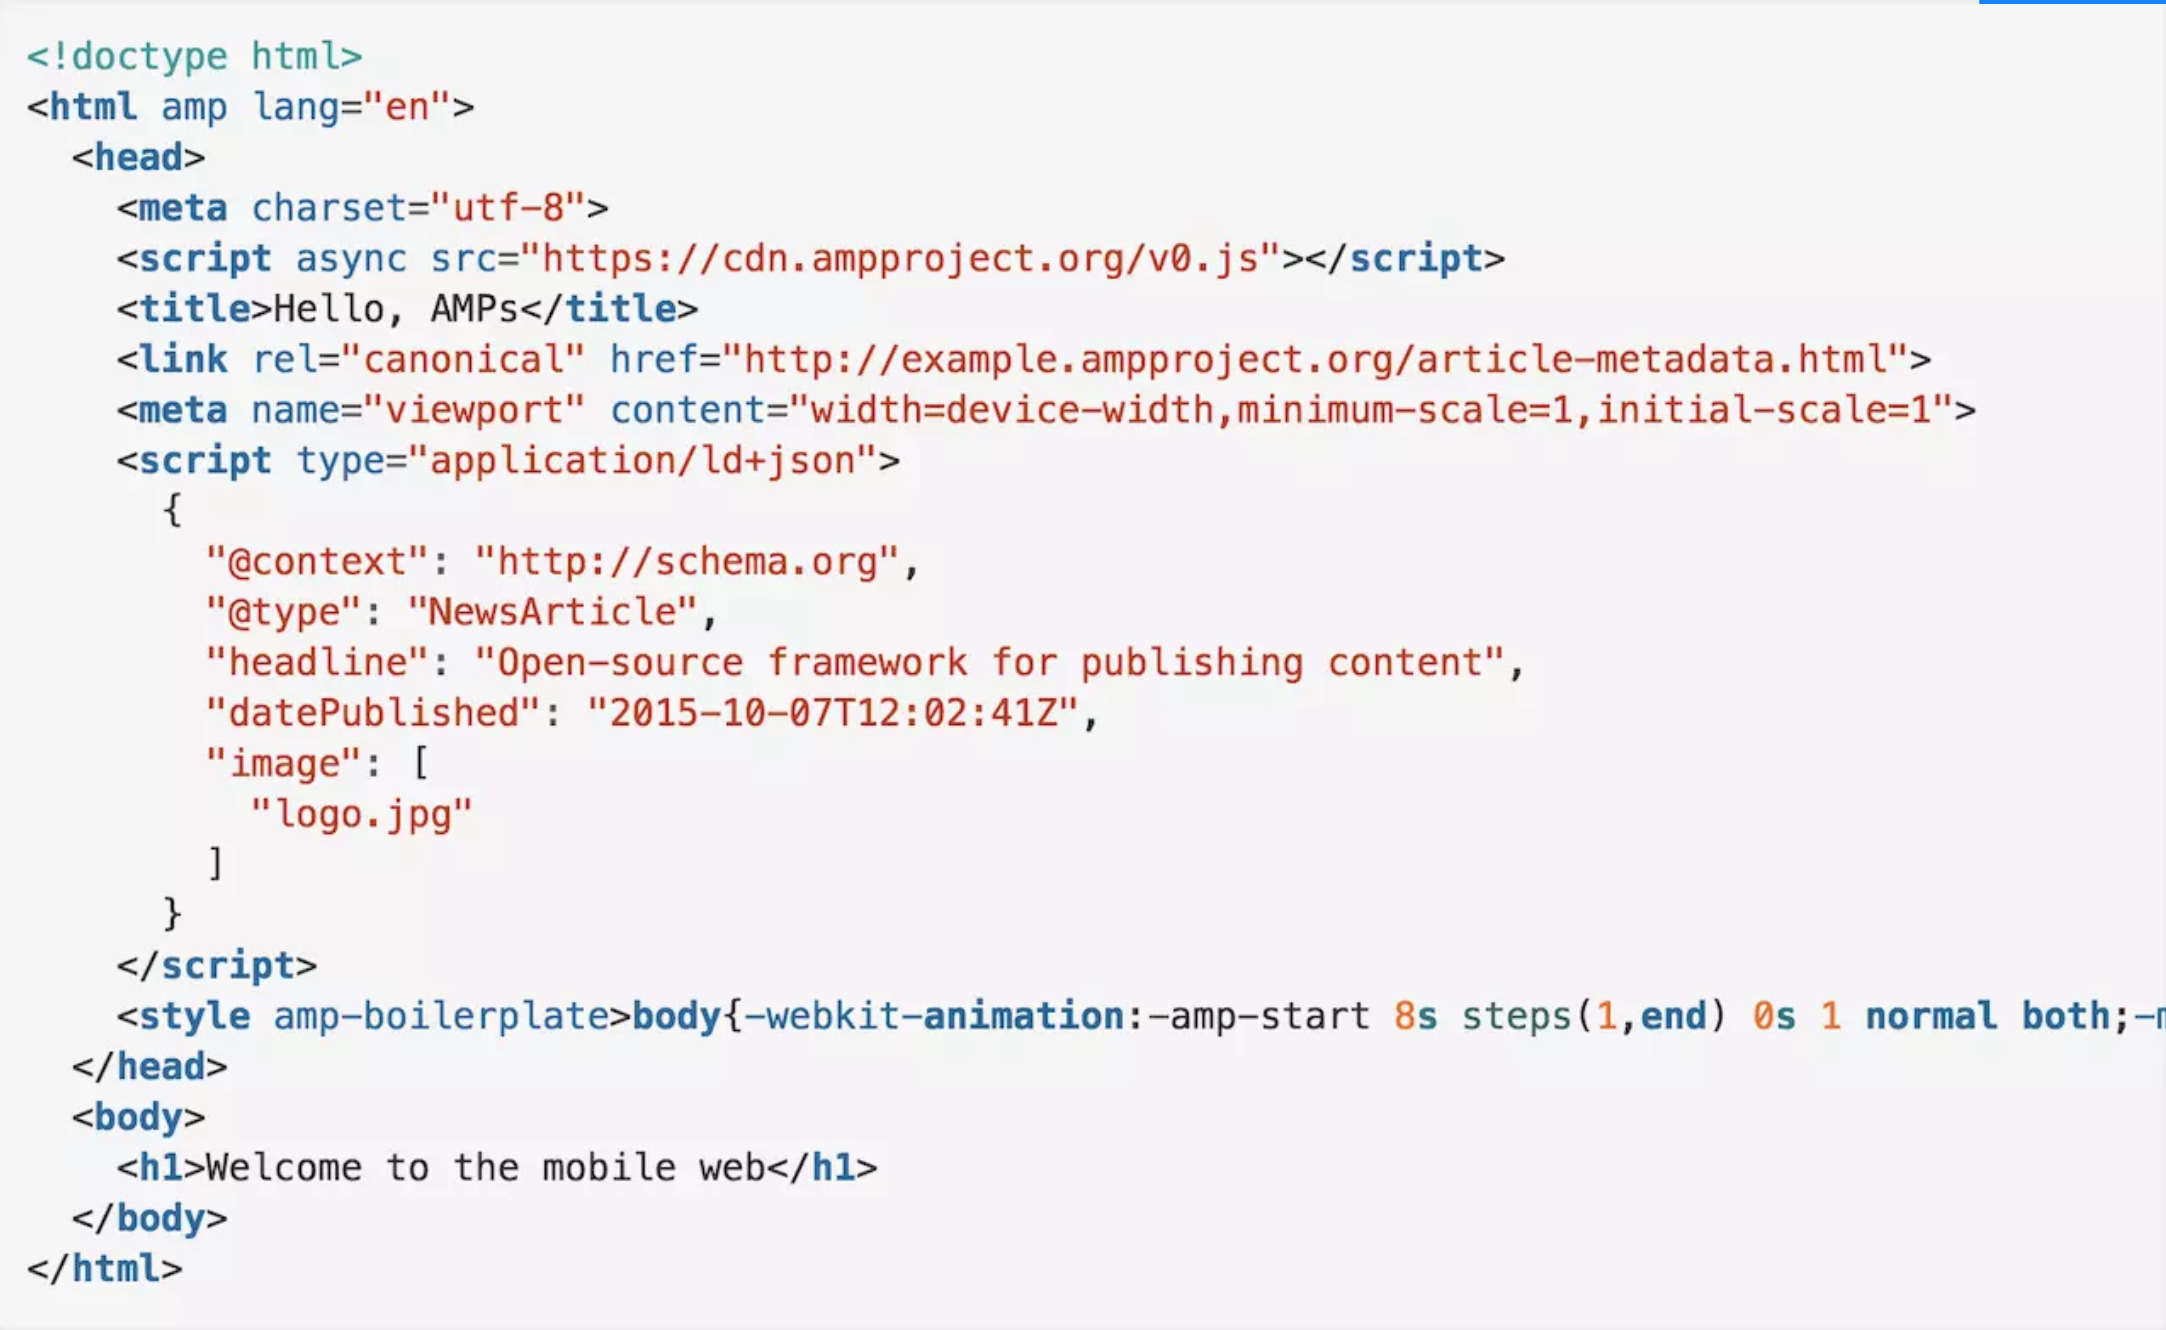 <!doctype html>
<html amp lang="en">
  <head>
    <meta charset="utf-8">
    <script async src="https://cdn.ampproject.org/v0.js"></script>
    <title>Hello, AMPs</title>
    <link rel="canonical" href="http://example.ampproject.org/article-metadata.html">
    <meta name="viewport" content="width=device-width,minimum-scale=1,initial-scale=1">
    <script type="application/ld+json">
      {
        "@context": "http://schema.org",
        "@type": "NewsArticle",
        "headline": "Open-source framework for publishing content",
        "datePublished": "2015-10-07T12:02:41Z",
        "image": [
          "logo.jpg"
        ]
      }
    </script>
    <style amp-boilerplate>body{-webkit-animation:-amp-start 8s steps(1,end) 0s 1 normal both;
  </head>
  <body>
    <h1>Welcome to the mobile web</h1>
  </body>
</html>